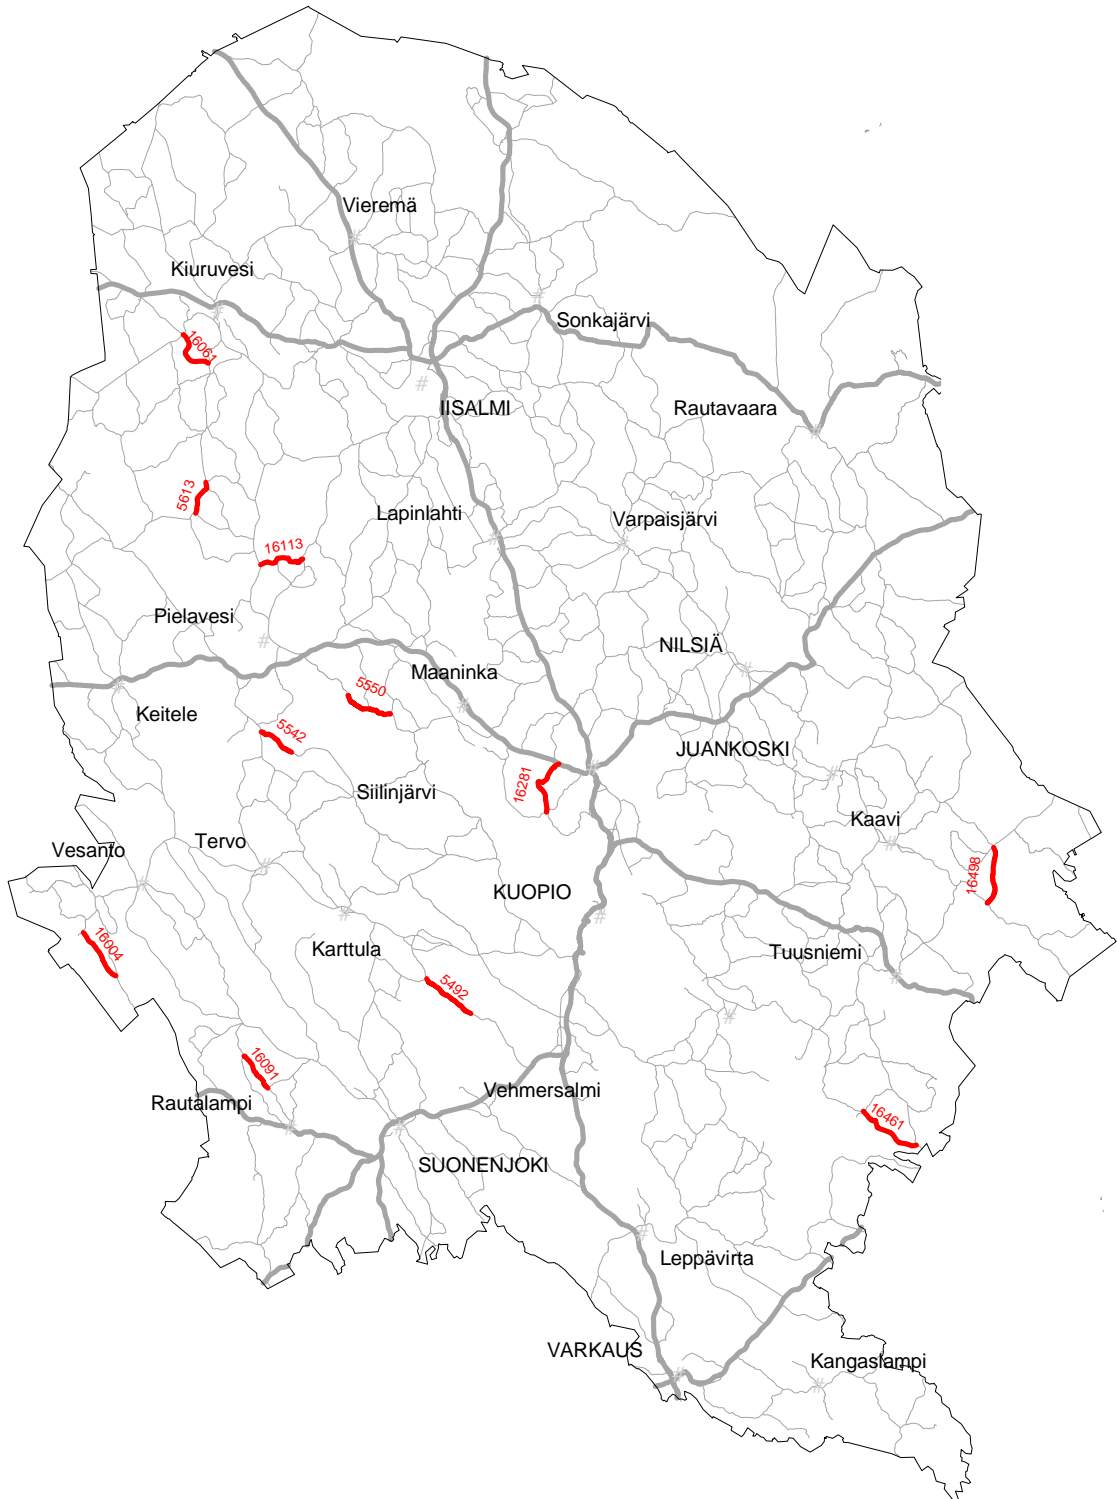 Vieremä
Kiuruvesi
Sonkajärvi
16061
IISALMI
Rautavaara
5613
Lapinlahti
Varpaisjärvi
16113
Pielavesi
NILSIÄ
Maaninka
5550
Keitele
5542
JUANKOSKI
16281
Siilinjärvi
Kaavi
Tervo
Vesanto
16498
KUOPIO
16004
Karttula
Tuusniemi
5492
16091
Vehmersalmi
Rautalampi
16461
SUONENJOKI
Leppävirta
VARKAUS
Kangaslampi